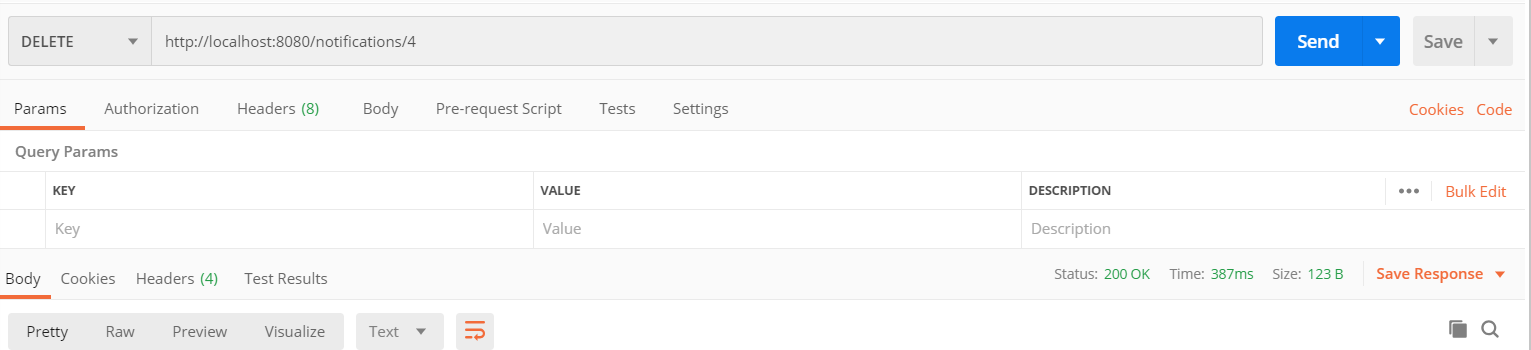 DELETE http://localhost:8080/notifications/4 Send Save
Params Authorization Headers (8) Body Pre-request Script Tests Settings Cookies Code
Query Params
KEY VALUE DESCRIPTION ••• Bulk Edit
Key Value Description
Body Cookies Headers (4) Test Results Status: 200 OK Time: 387ms Size: 123 B Save Response
Pretty Raw Preview Visualize Text